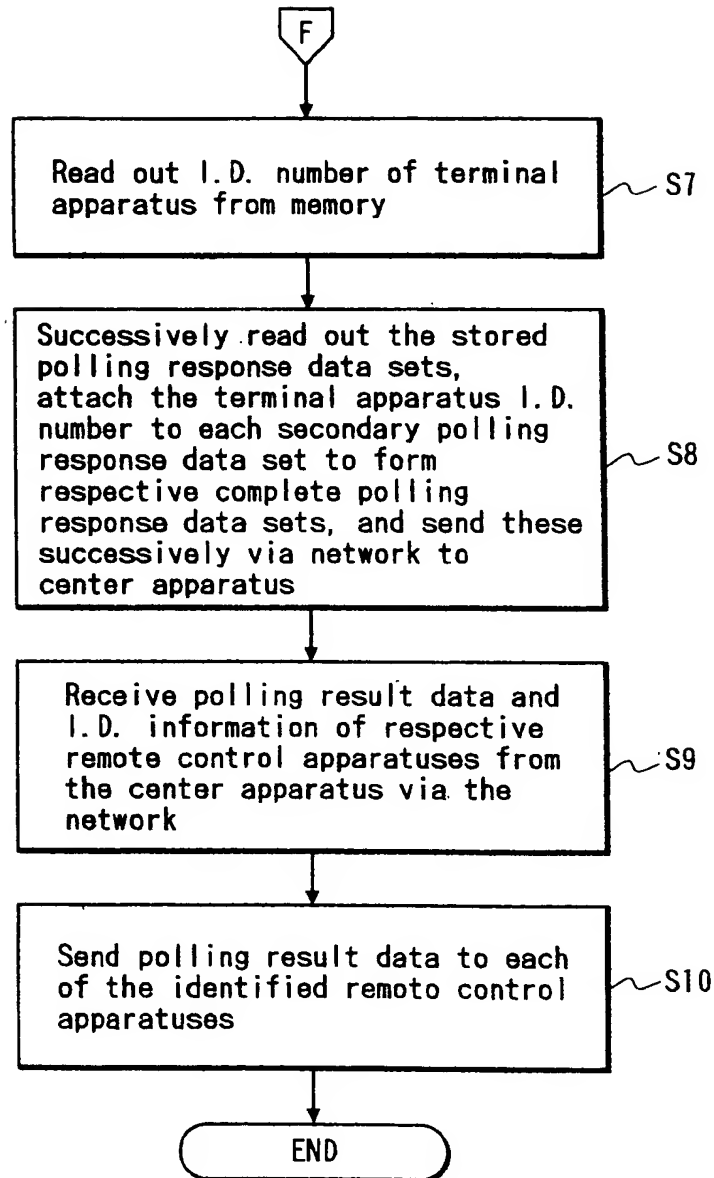 F
Read out I.D. number of terminal
apparatus from memory
S7
Successively read out the stored
polling response data sets,
attach the terminal apparatus I.D.
number to each secondary polling
response data set to form
respective complete polling
response data sets, and send these
successively via network to
center apparatus
S8
Receive polling result data and
I.D. information of respective
remote control apparatuses from
the center apparatus via the
network
S9
Send polling result data to each
of the identified remoto control
apparatuses
S10
END